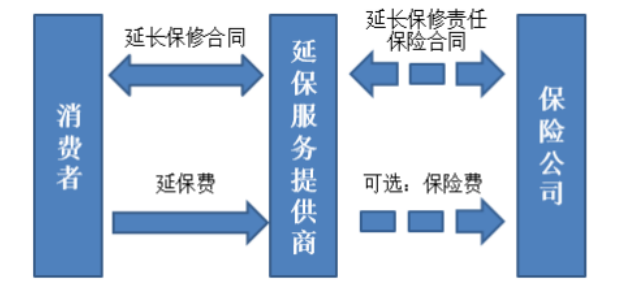 消费者
延长保修合同
延保费
延保服务提供商
延长保修责任
保险合同
可选：保险费
保险公司